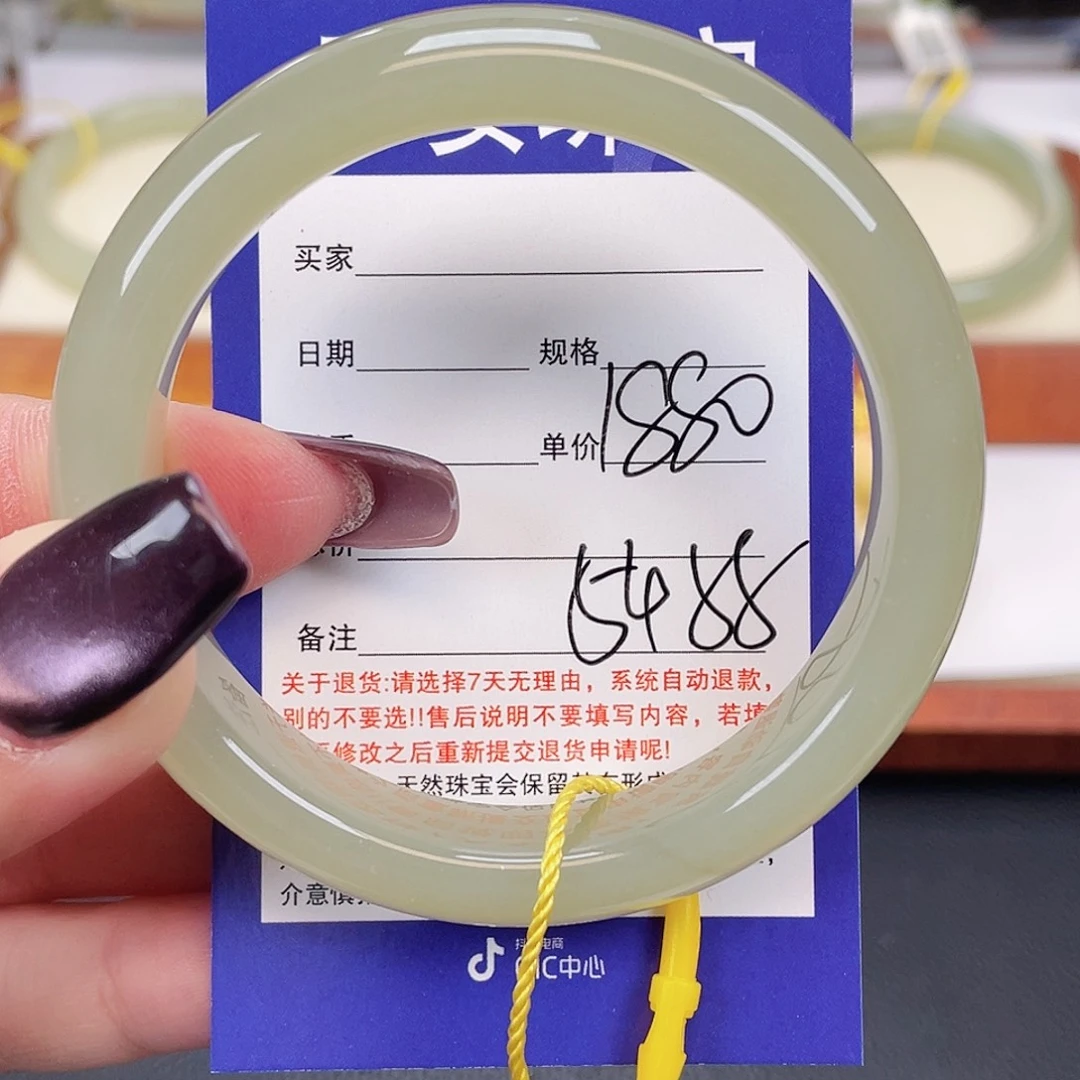 买家
日期 规格
单价 1880
5488
备注
关于退货:请选择7天无理由，系统自动退款，
别的不要选!!售后说明不要填写内容，若填
修改之后重新提交退货申请呢!
天然珠宝会保留
介意慎
电商
IC中心